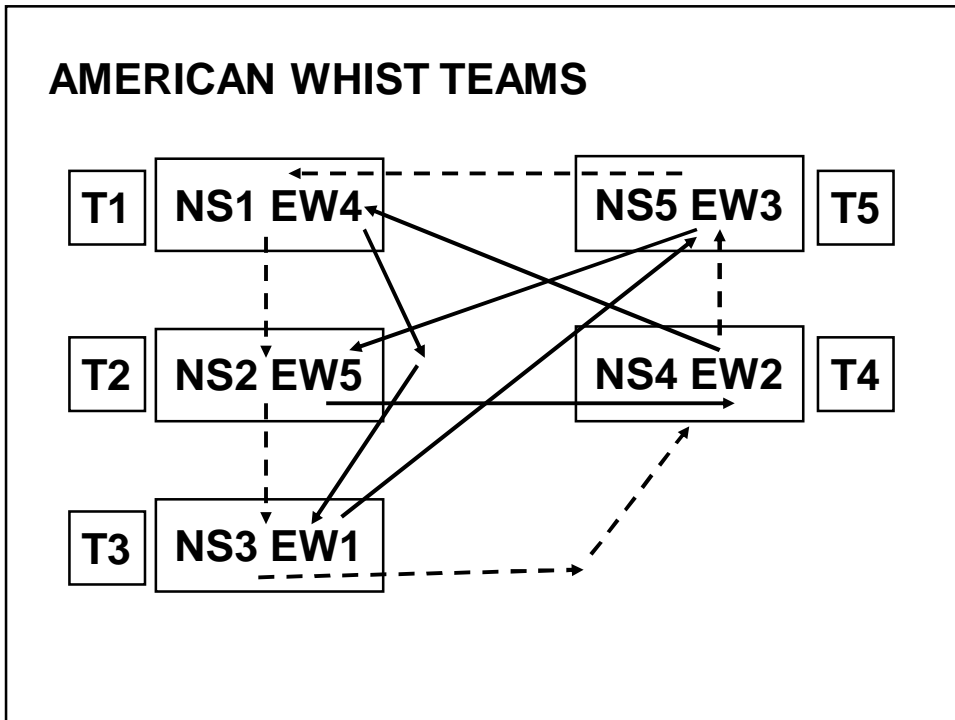 AMERICAN WHIST TEAMS
T1 NS1 EW4 NS5 EW3 T5
T2 NS2 EW5 NS4 EW2 T4
T3 NS3 EW1